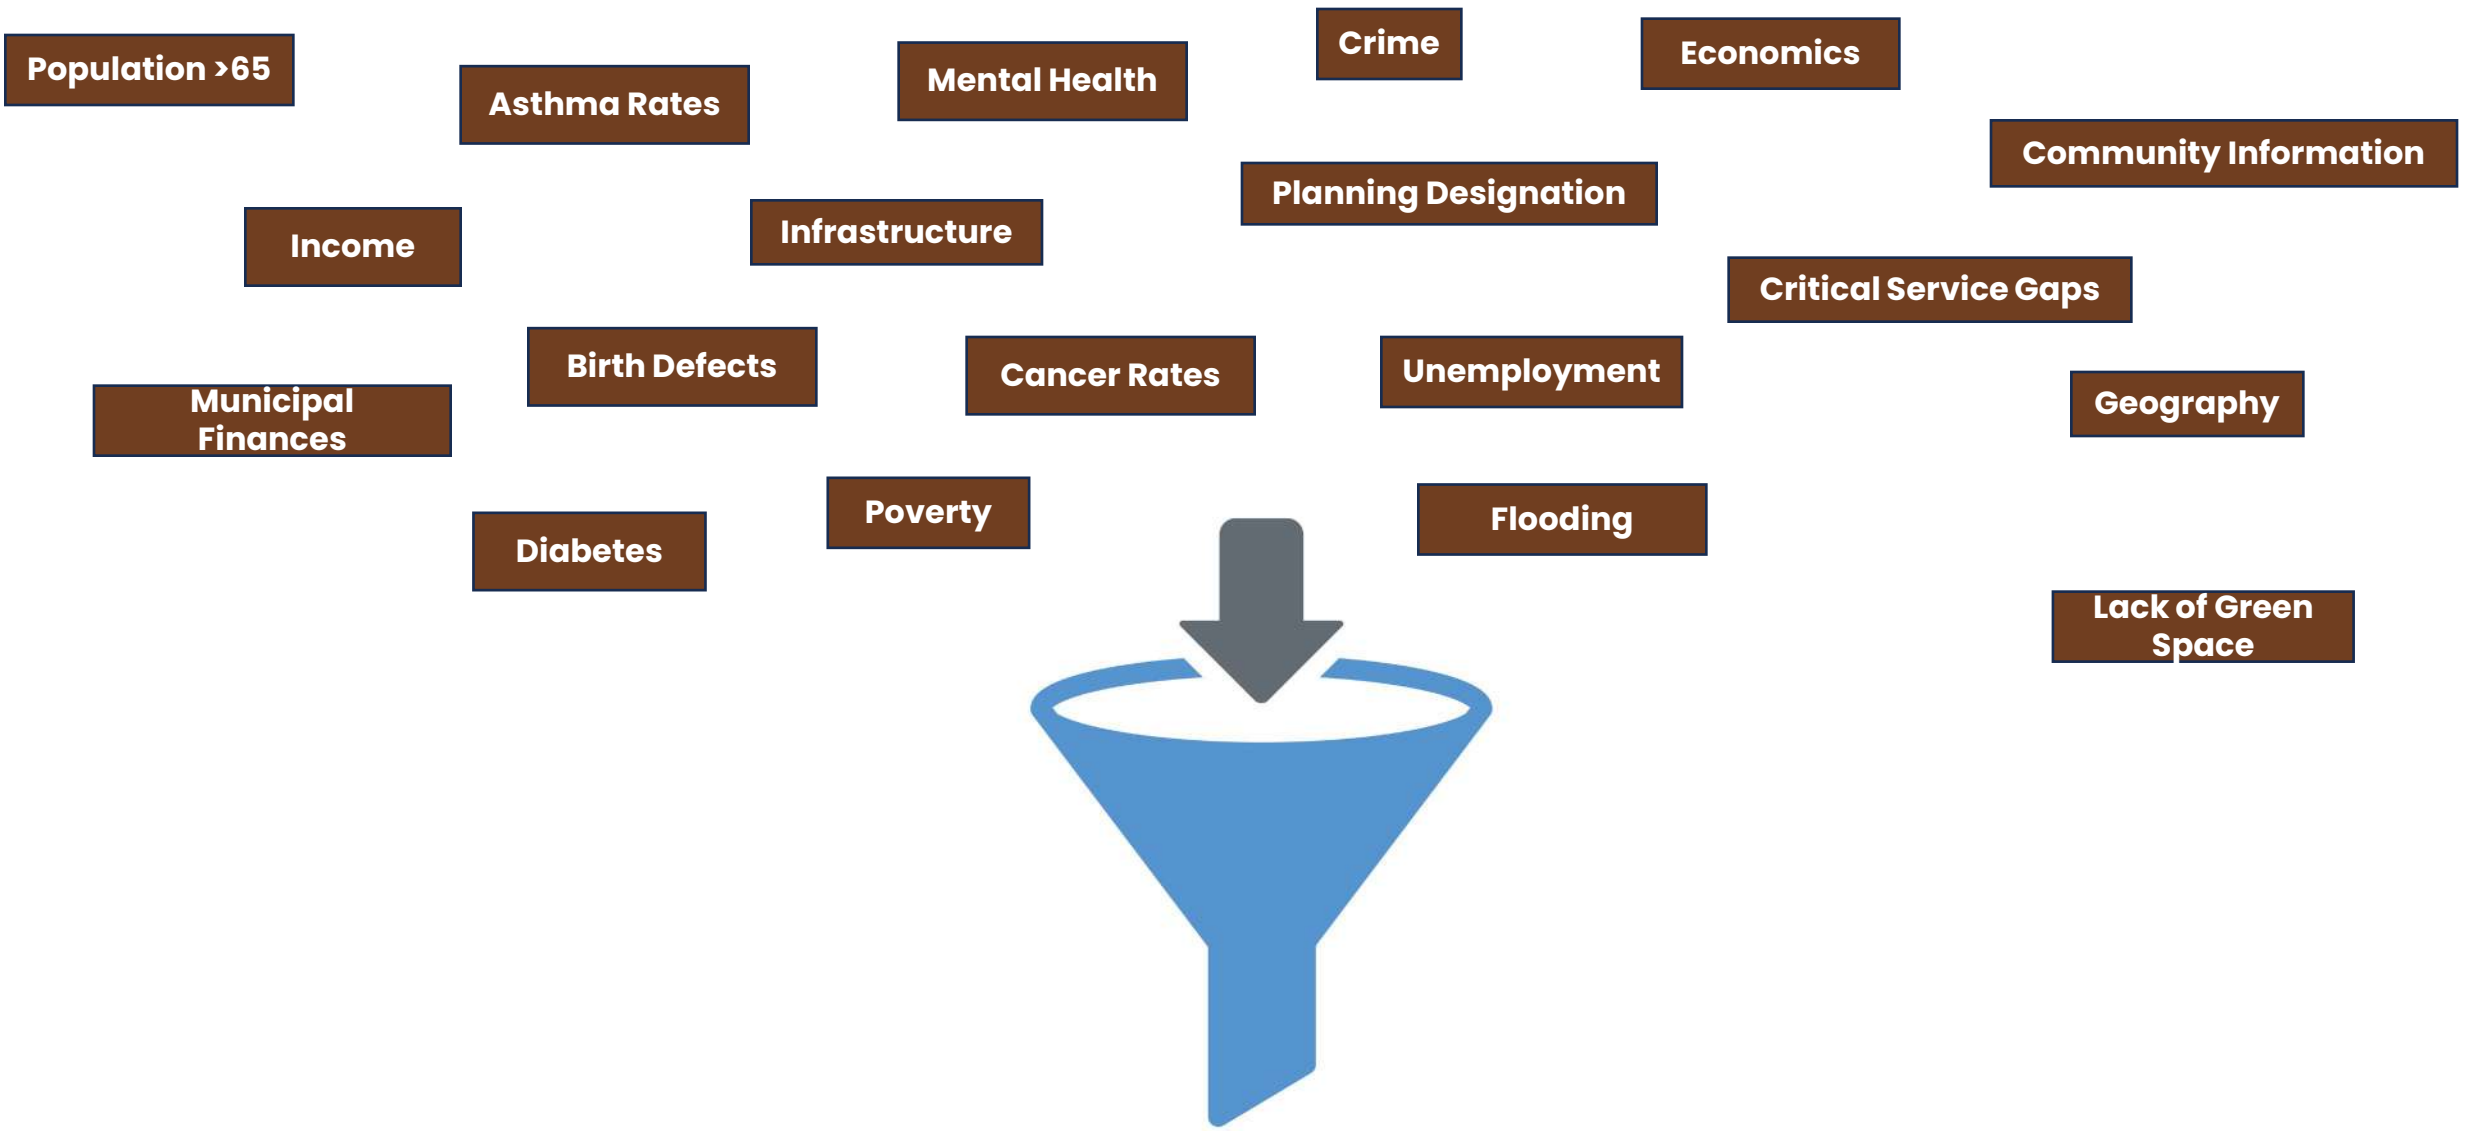 Crime
Economics
Population >65
Mental Health
Asthma Rates
Community Information
Planning Designation
Infrastructure
Income
Critical Service Gaps
Birth Defects
Cancer Rates
Unemployment
Municipal
Finances
Geography
Poverty
Flooding
Diabetes
Lack of Green
Space